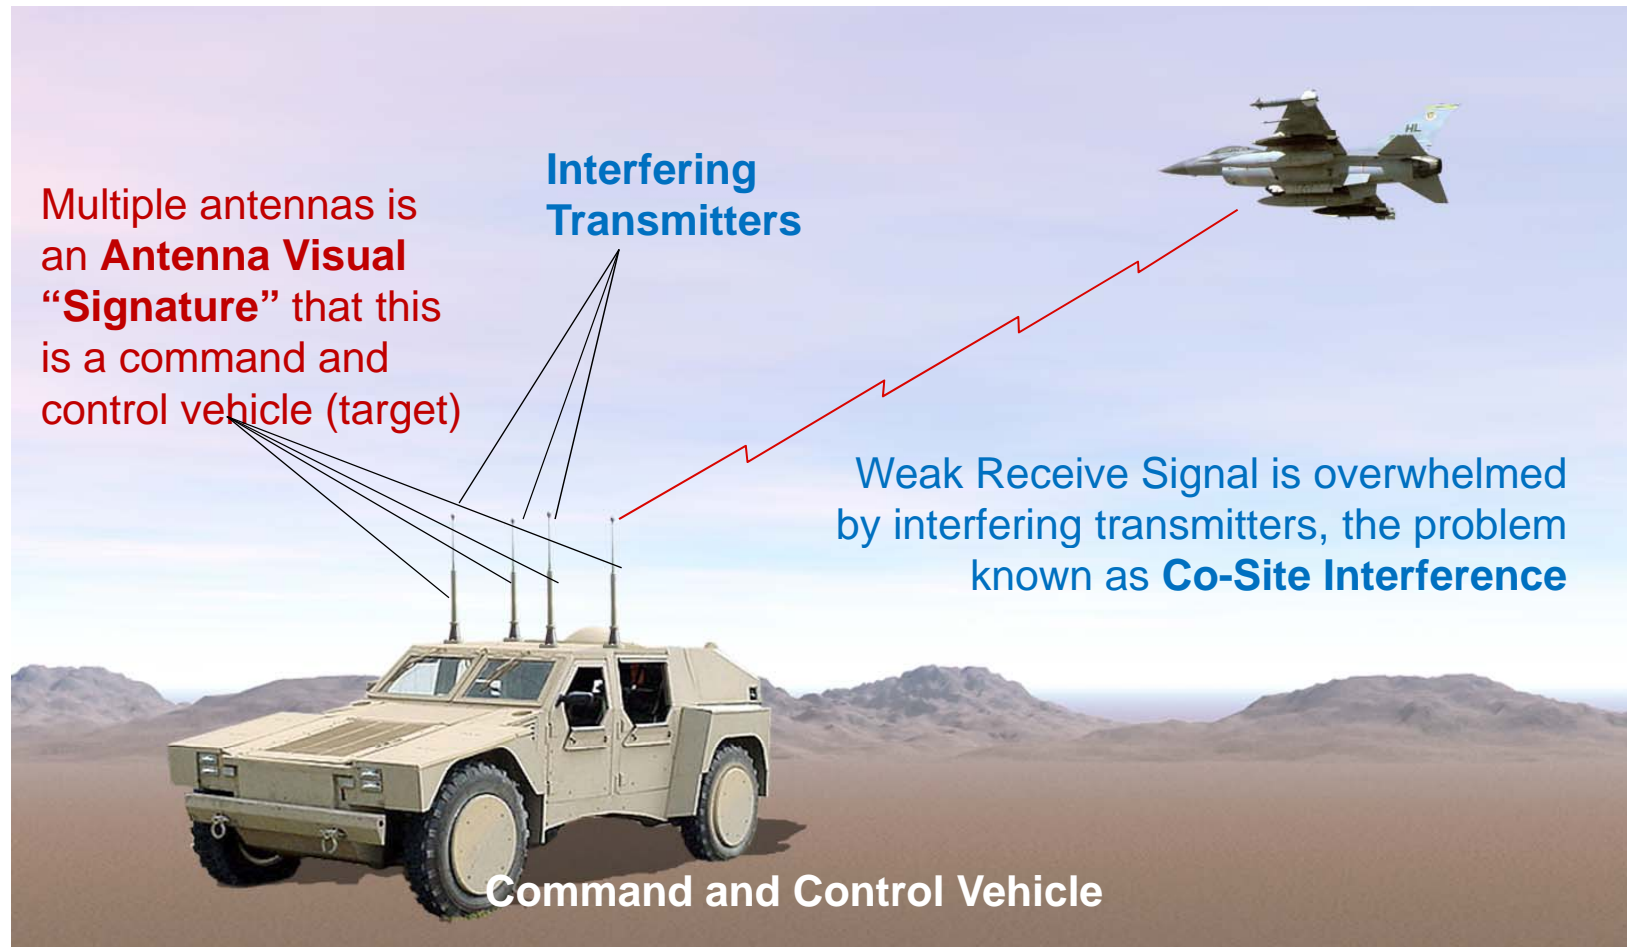 Multiple antennas is
an Antenna Visual
“Signature” that this
is a command and
control vehicle (target)
Interfering
Transmitters
HL
Weak Receive Signal is overwhelmed
by interfering transmitters, the problem
known as Co-Site Interference
Command and Control Vehicle